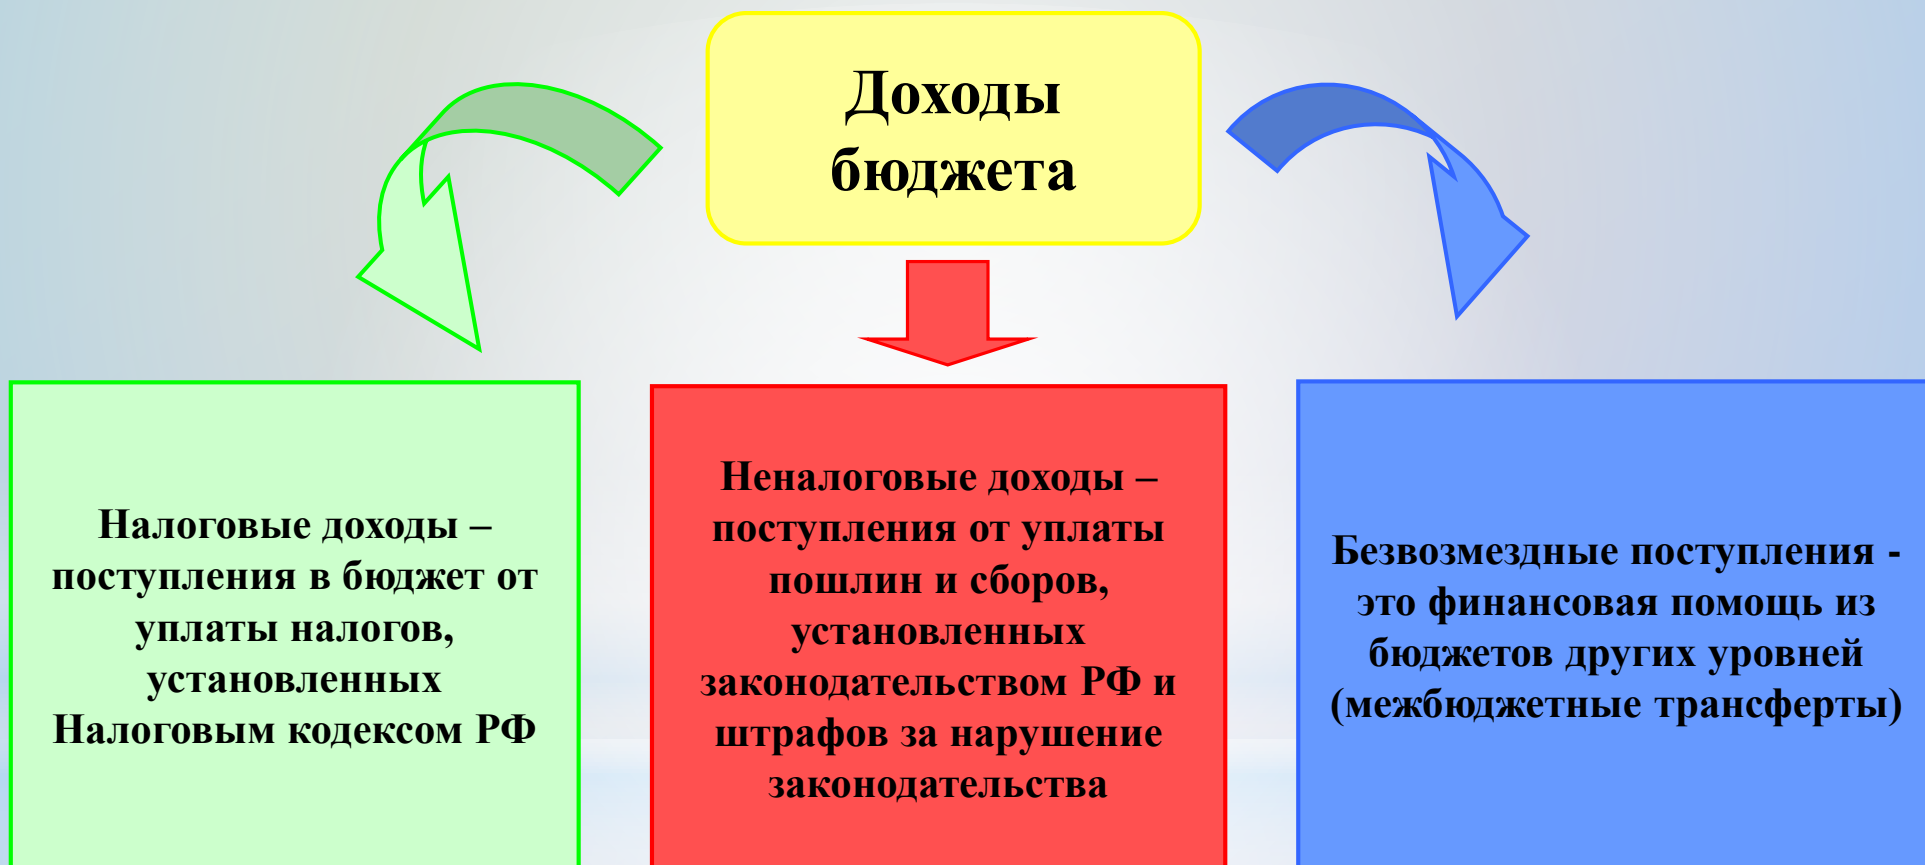 Доходы
бюджета
Налоговые доходы –
поступления в бюджет от
уплаты налогов,
установленных
Налоговым кодексом РФ
Неналоговые доходы –
поступления от уплаты
пошлин и сборов,
установленных
законодательством РФ и
штрафов за нарушение
законодательства
Безвозмездные поступления -
это финансовая помощь из
бюджетов других уровней
(межбюджетные трансферты)